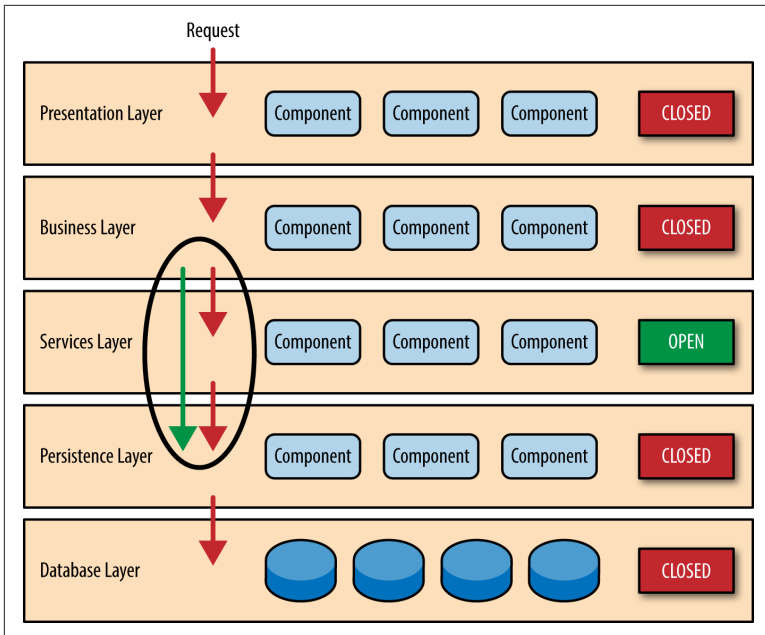 Request
Presentation Layer Component Component Component CLOSED
Business Layer Component Component Component CLOSED
Services Layer Component Component Component OPEN
Persistence Layer Component Component Component CLOSED
Database Layer CLOSED